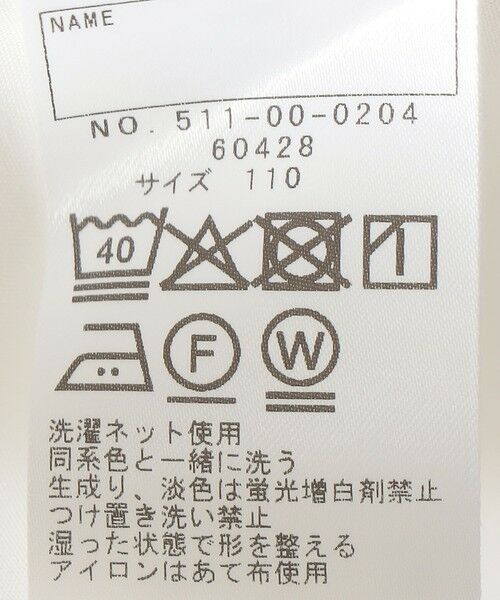 NAME
NO. 511-00-0204
60428
サイズ 110
40
F W
洗濯ネット使用
同系色と一緒に洗う
生成り、淡色は蛍光増白剤禁止
つけ置き洗い禁止
湿った状態で形を整える
アイロンはあて布使用